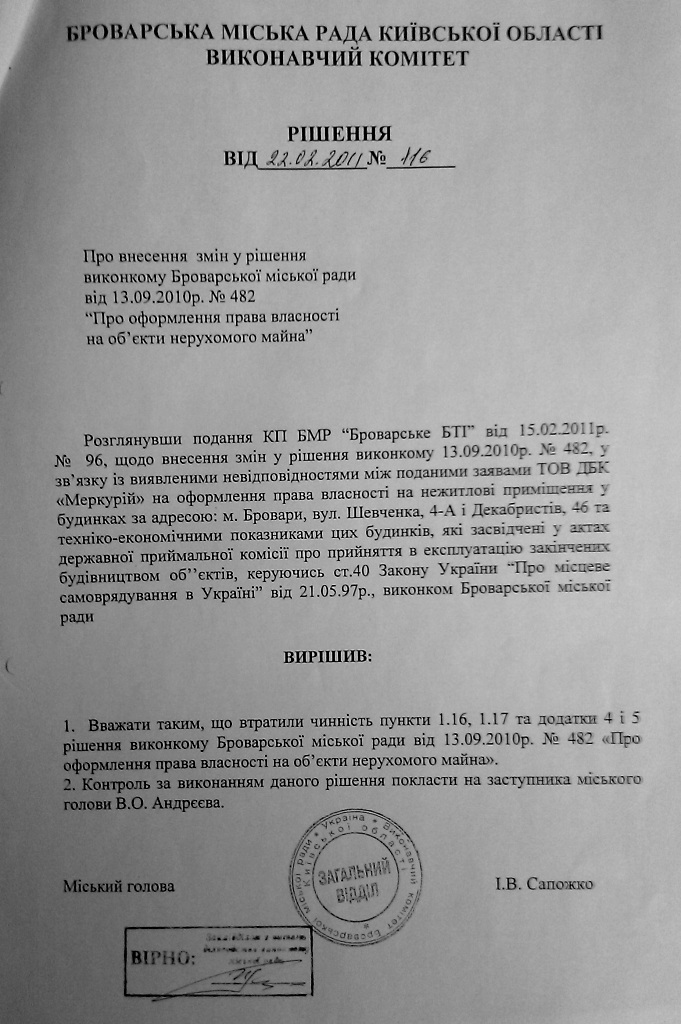 БРОВАРСЬКА МІСЬКА РАДА КИЇВСЬКОЇ ОБЛАСТІ
ВИКОНАВЧИЙ КОМІТЕТ
РІШЕННЯ
ВІД 22.02.2011 № 116
Про внесення змін у рішення
виконкому Броварської міської ради
від 13.09.2010р. № 482
“Про оформлення права власності
на об’єкти нерухомого майна”
Розглянувши подання КП БМР “Броварське БТІ” від 15.02.2011р.
№ 96, щодо внесення змін у рішення виконкому 13.09.2010р. № 482, у
зв’язку із виявленими невідповідностями між поданими заявами ТОВ ДБК
«Меркурій» на оформлення права власності на нежитлові приміщення у
будинках за адресою: м. Бровари, вул. Шевченка, 4-А і Декабристів, 46 та
техніко-економічними показниками цих будинків, які засвідчені у актах
державної приймальної комісії про прийняття в експлуатацію закінчених
будівництвом об’’єктів, керуючись ст.40 Закону України “Про місцеве
самоврядування в Україні” від 21.05.97р., виконком Броварської міської
ради
ВИРІШИВ:
1. Вважати таким, що втратили чинність пункти 1.16, 1.17 та додатки 4 і 5
рішення виконкому Броварської міської ради від 13.09.2010р. № 482 «Про
оформлення права власності на об’єкти нерухомого майна».
2. Контроль за виконанням даного рішення покласти на заступника міського
голови В.О. Андрєєва.
Міський голова І.В. Сапожко
Україна * Виконавчий комітет Броварської міської ради *
Київської області
ЗАГАЛЬНИЙ
ВІДДІЛ
ВІРНО: